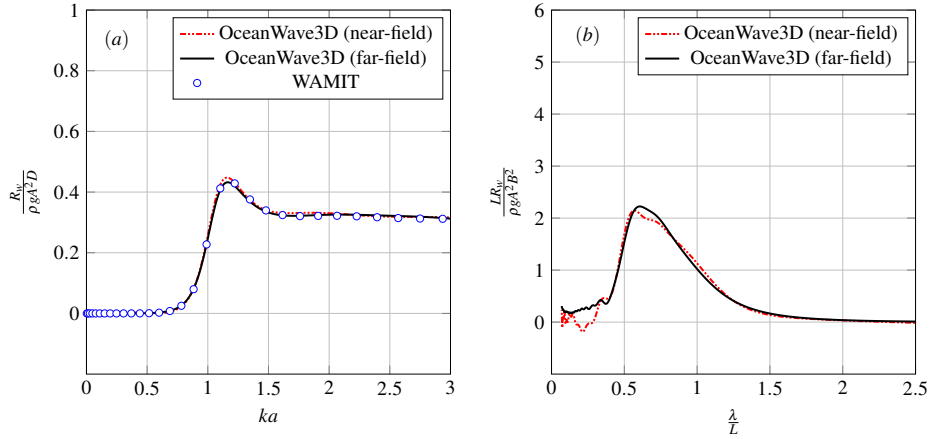 (a)
OceanWave3D (near-field)
OceanWave3D (far-field)
WAMIT
1
0.8
0.6
0.4
0.2
0
R_w
ρgA²D
0 0.5 1 1.5 2 2.5 3
ka
(b)
OceanWave3D (near-field)
OceanWave3D (far-field)
6
5
4
3
2
1
0
LR_w
ρgA²B²
0 0.5 1 1.5 2 2.5
λ
L